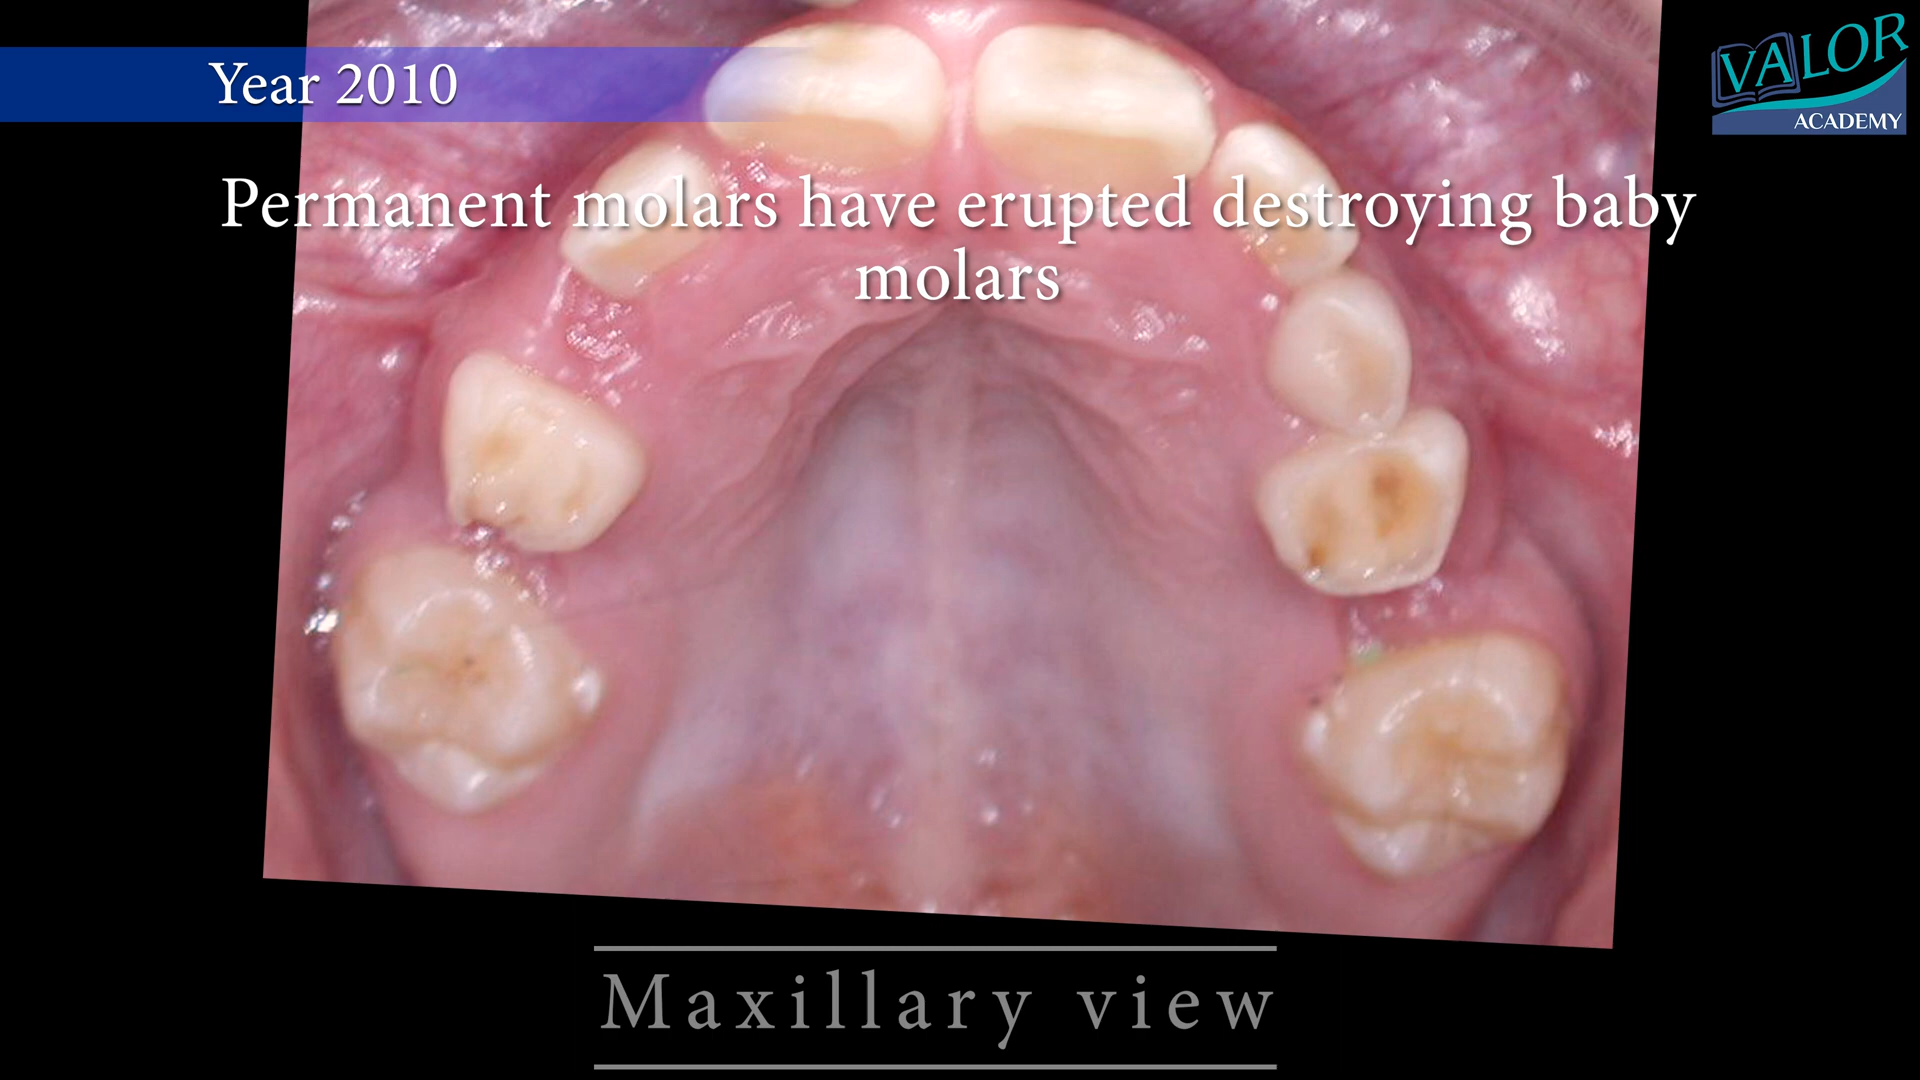 Year 2010
VALOR
ACADEMY
Permanent molars have erupted destroying baby
molars
Maxillary view